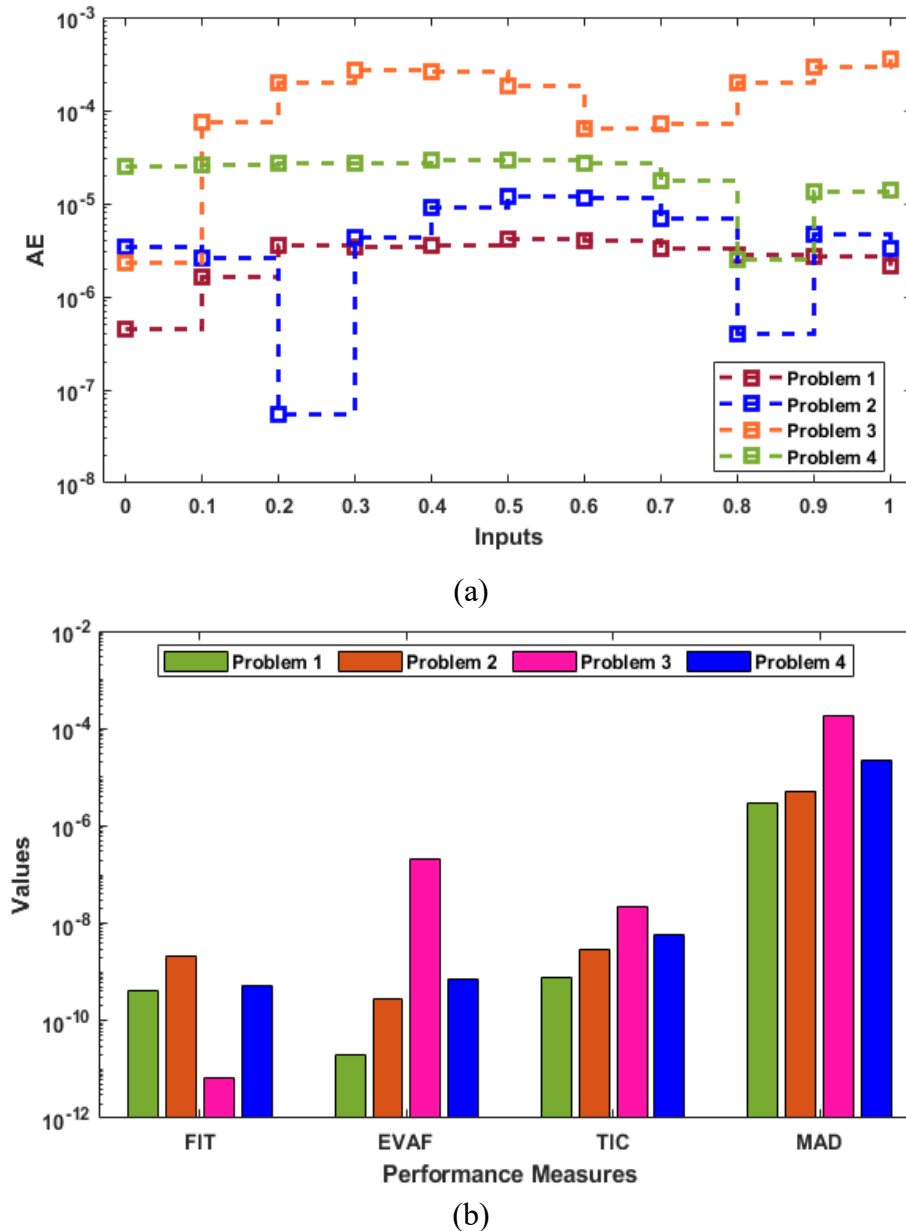 10^-3
10^-4
10^-5
10^-6
10^-7
10^-8
AE
0 0.1 0.2 0.3 0.4 0.5 0.6 0.7 0.8 0.9 1
Inputs
Problem 1
Problem 2
Problem 3
Problem 4
(a)
10^-2
10^-4
10^-6
10^-8
10^-10
10^-12
Values
Problem 1 Problem 2 Problem 3 Problem 4
FIT EVAF TIC MAD
Performance Measures
(b)